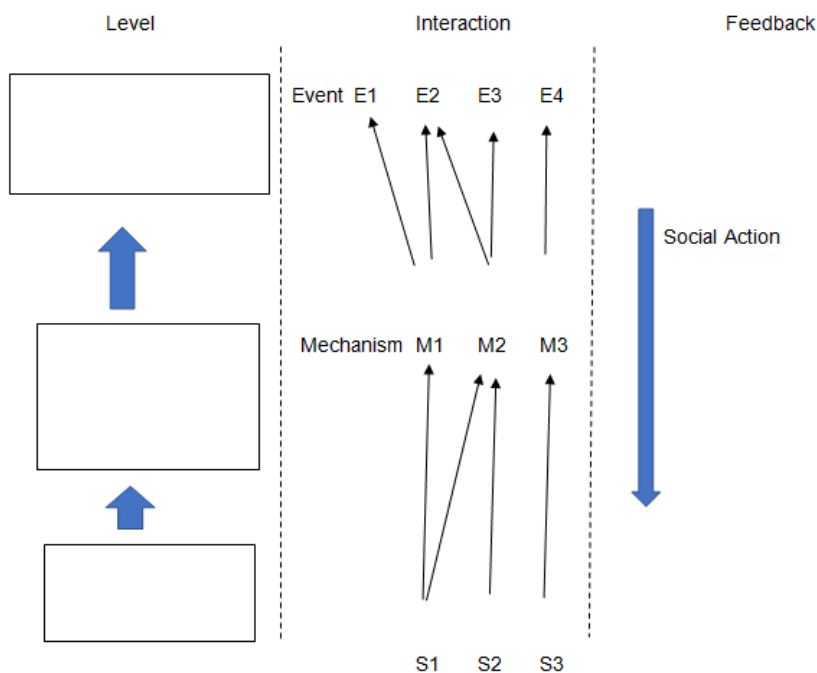 Level Interaction Feedback
Event E1 E2 E3 E4
Social Action
Mechanism M1 M2 M3
S1 S2 S3